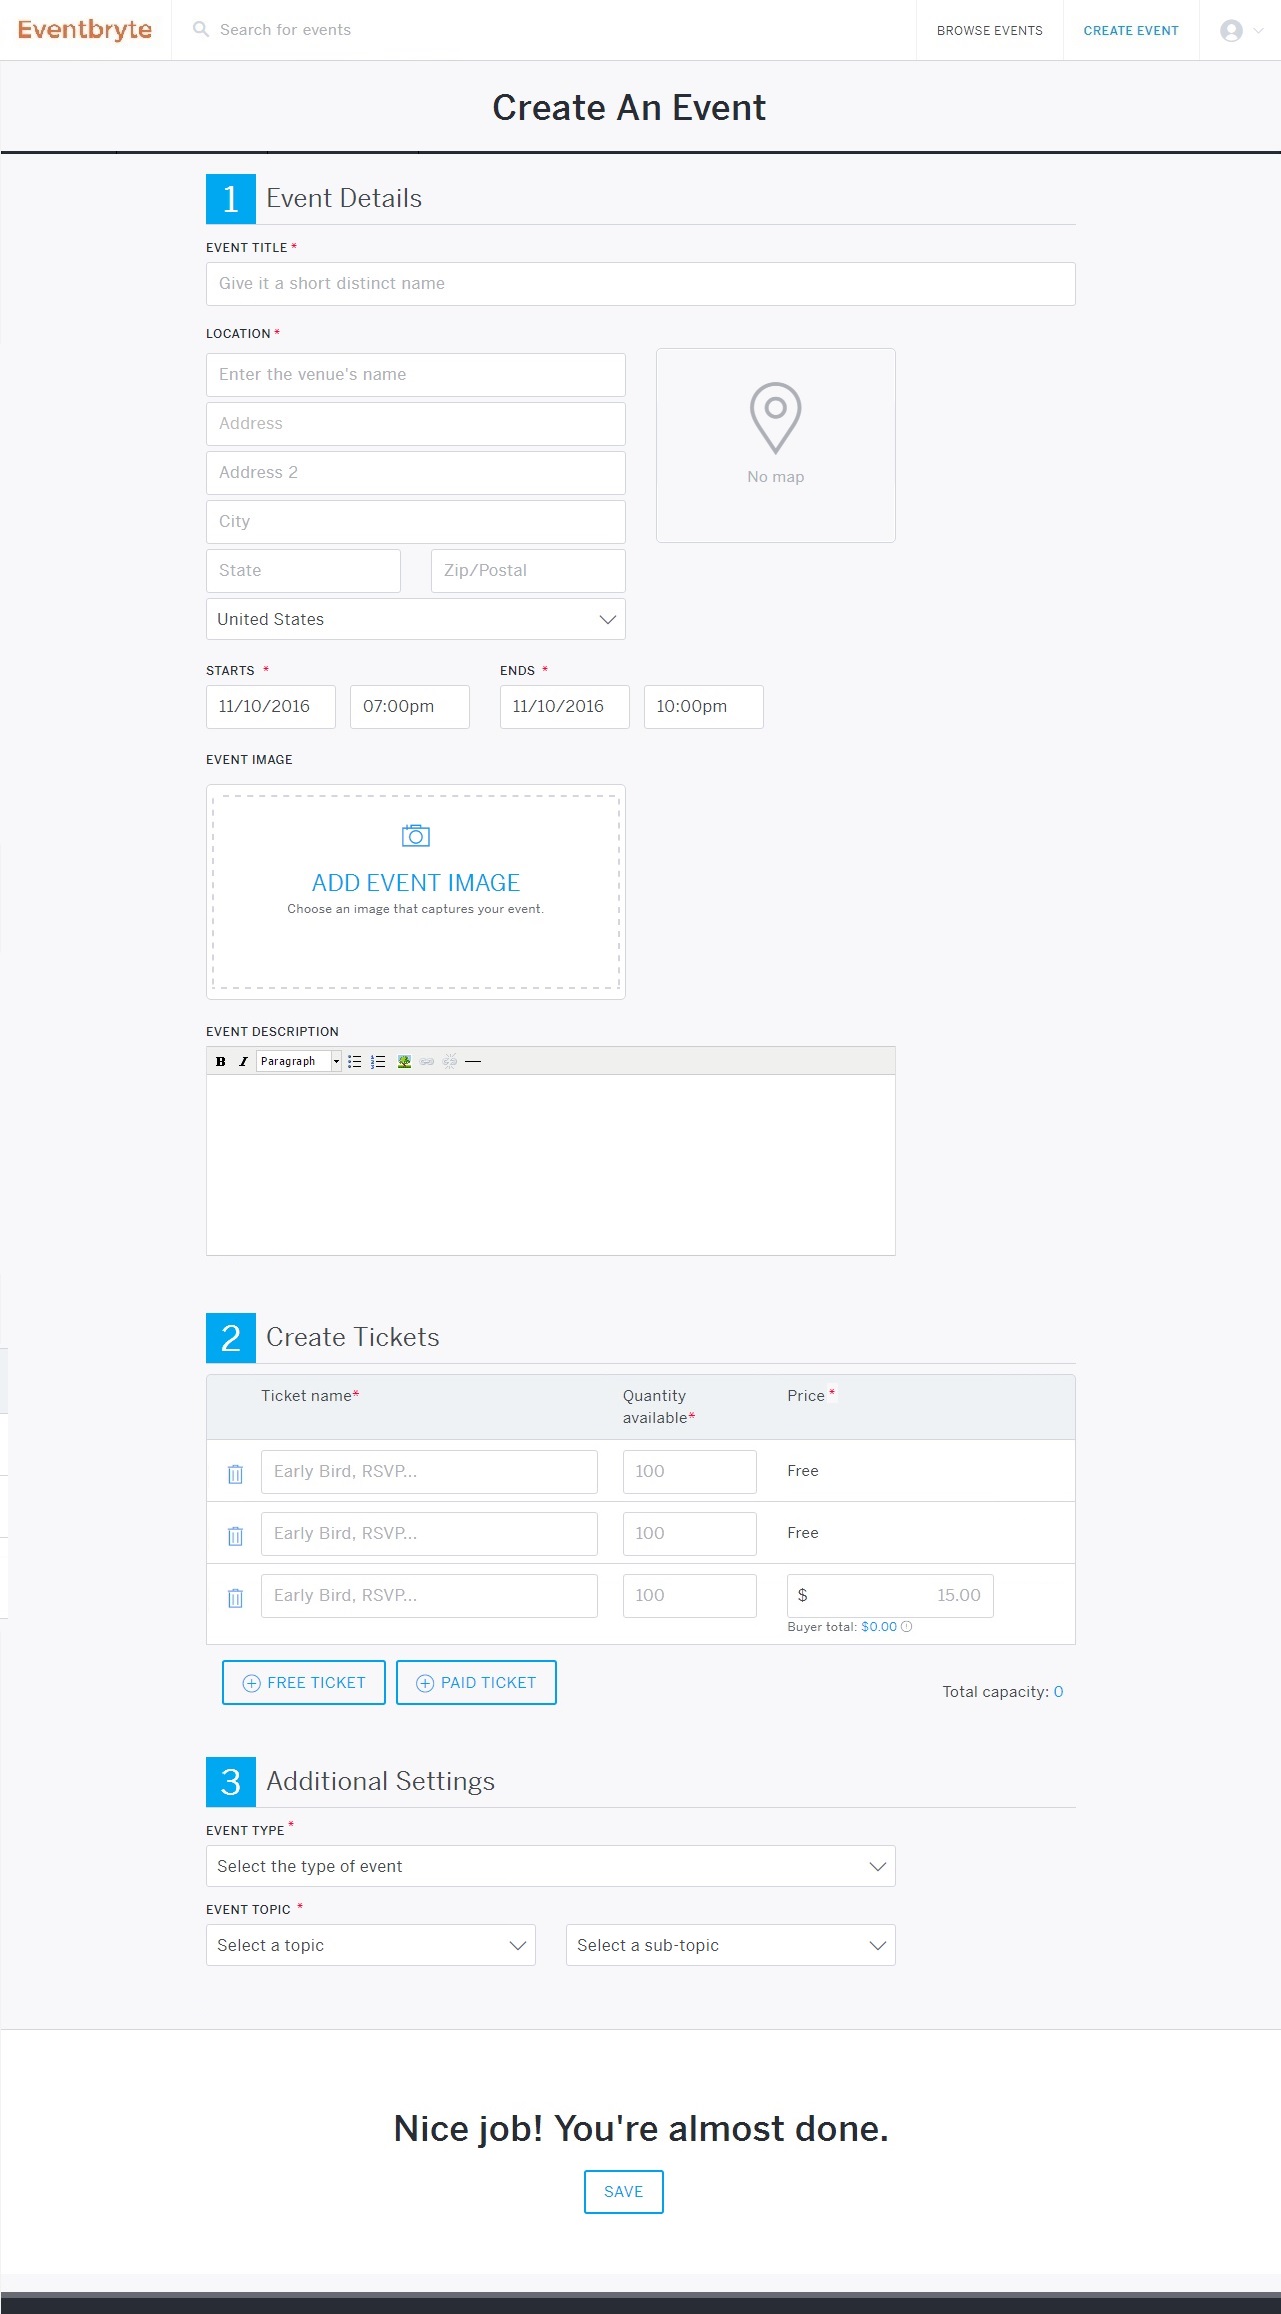 Eventbryte
Search for events
BROWSE EVENTS
CREATE EVENT
Create An Event
1 Event Details
EVENT TITLE *
Give it a short distinct name
LOCATION *
Enter the venue's name
Address
Address 2
City
State Zip/Postal
United States
No map
STARTS * ENDS *
11/10/2016 07:00pm 11/10/2016 10:00pm
EVENT IMAGE
ADD EVENT IMAGE
Choose an image that captures your event.
EVENT DESCRIPTION
B I Paragraph
2 Create Tickets
Ticket name* Quantity available* Price *
Early Bird, RSVP... 100 Free
Early Bird, RSVP... 100 Free
Early Bird, RSVP... 100 $ 15.00
Buyer total: $0.00
FREE TICKET PAID TICKET
Total capacity: 0
3 Additional Settings
EVENT TYPE *
Select the type of event
EVENT TOPIC *
Select a topic Select a sub-topic
Nice job! You're almost done.
SAVE